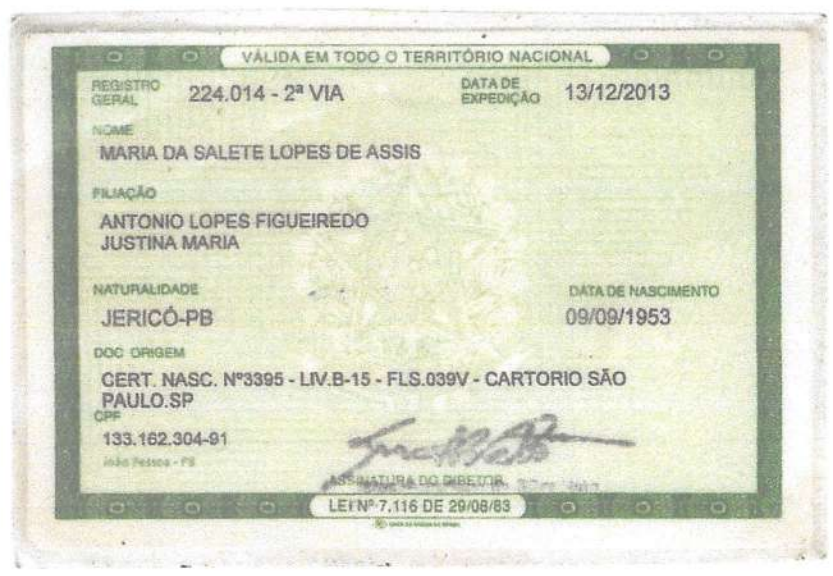 VÁLIDA EM TODO O TERRITÓRIO NACIONAL
REGISTRO GERAL 224.014 - 2ª VIA DATA DE EXPEDIÇÃO 13/12/2013
NOME
MARIA DA SALETE LOPES DE ASSIS
FILIAÇÃO
ANTONIO LOPES FIGUEIREDO
JUSTINA MARIA
NATURALIDADE DATA DE NASCIMENTO
JERICÓ-PB 09/09/1953
DOC ORIGEM
CERT. NASC. Nº3395 - LIV.B-15 - FLS.039V - CARTORIO SÃO
PAULO.SP
CPF
133.162.304-91
João Pessoa - PB
ASSINATURA DO DIRETOR
LEI Nº 7.116 DE 29/08/83